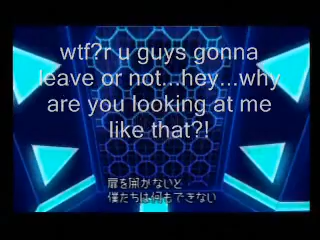 wtf?r u guys gonna
leave or not...hey...why
are you looking at me
like that?!
扉を開かないと
僕たちは何もできない